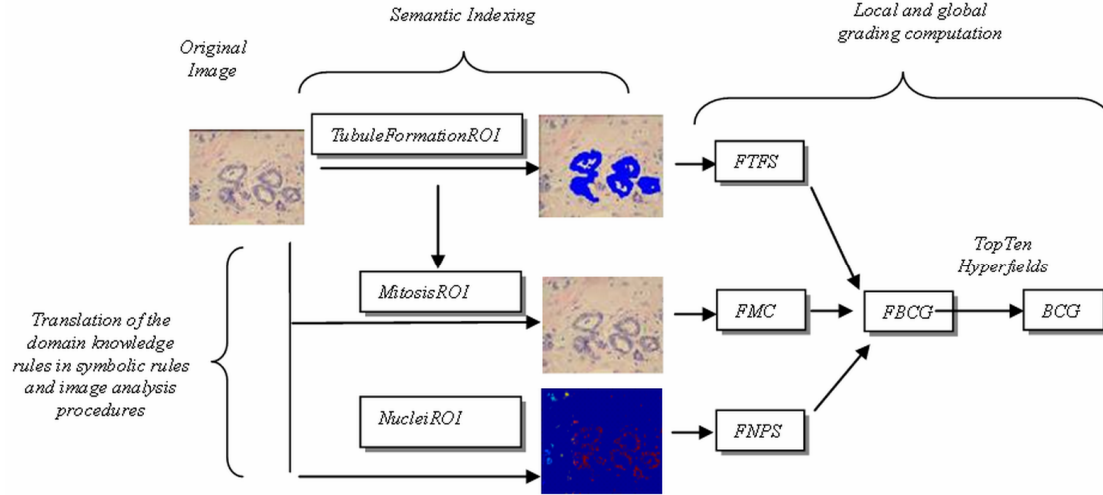 Semantic Indexing
Local and global
grading computation
Original
Image
TubuleFormationROI
FTFS
TopTen
Hyperfields
MitosisROI
FMC
FBCG
BCG
Translation of the
domain knowledge
rules in symbolic rules
and image analysis
procedures
NucleiROI
FNPS